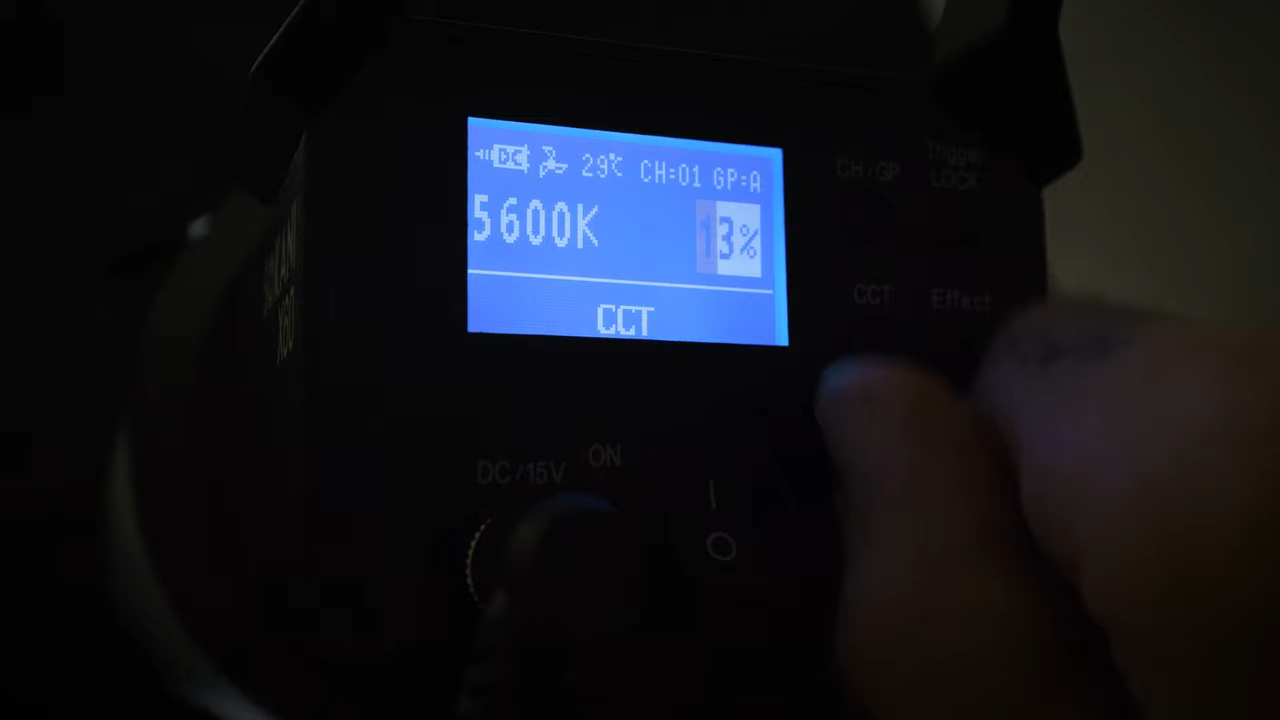 DC 29℃ CH:01 GP:A
5600K 13%
CCT
CH/GP
Trigger
LOCK
CCT Effect
DC/15V ON